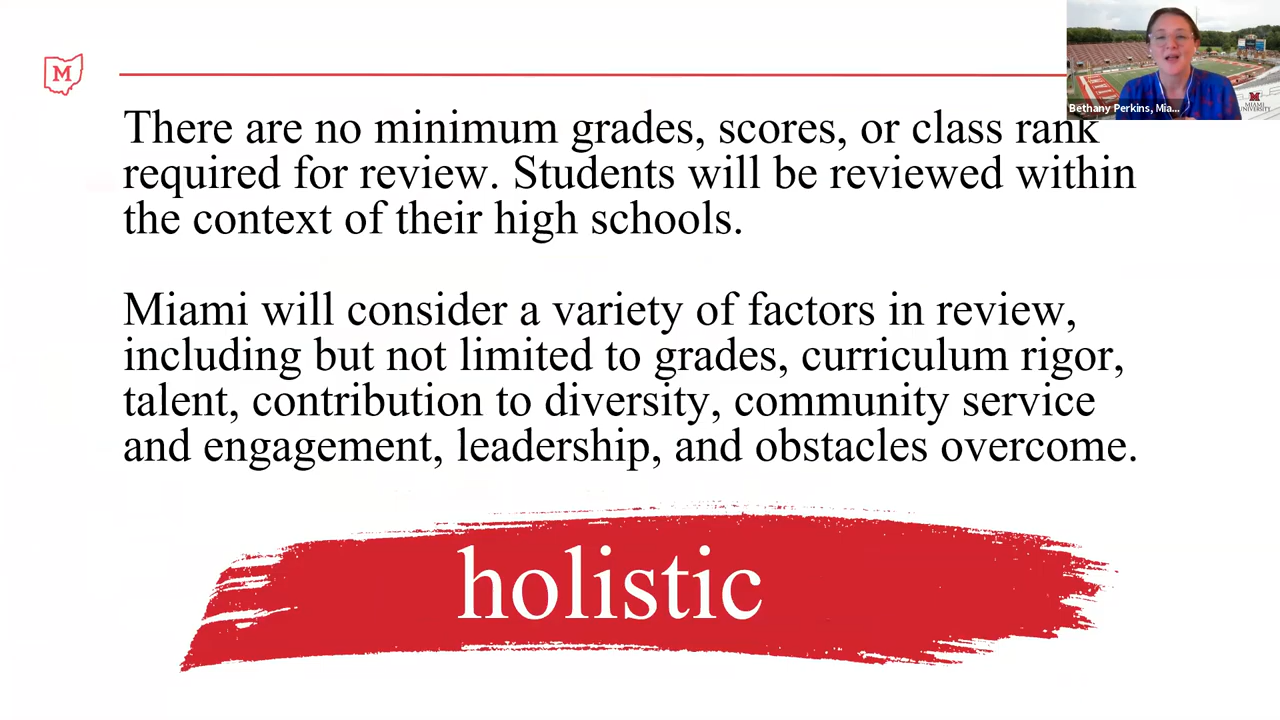 M
There are no minimum grades, scores, or class rank
required for review. Students will be reviewed within
the context of their high schools.
Miami will consider a variety of factors in review,
including but not limited to grades, curriculum rigor,
talent, contribution to diversity, community service
and engagement, leadership, and obstacles overcome.
holistic
Bethany Perkins, Mia...
M
MIAMI
UNIVERSITY